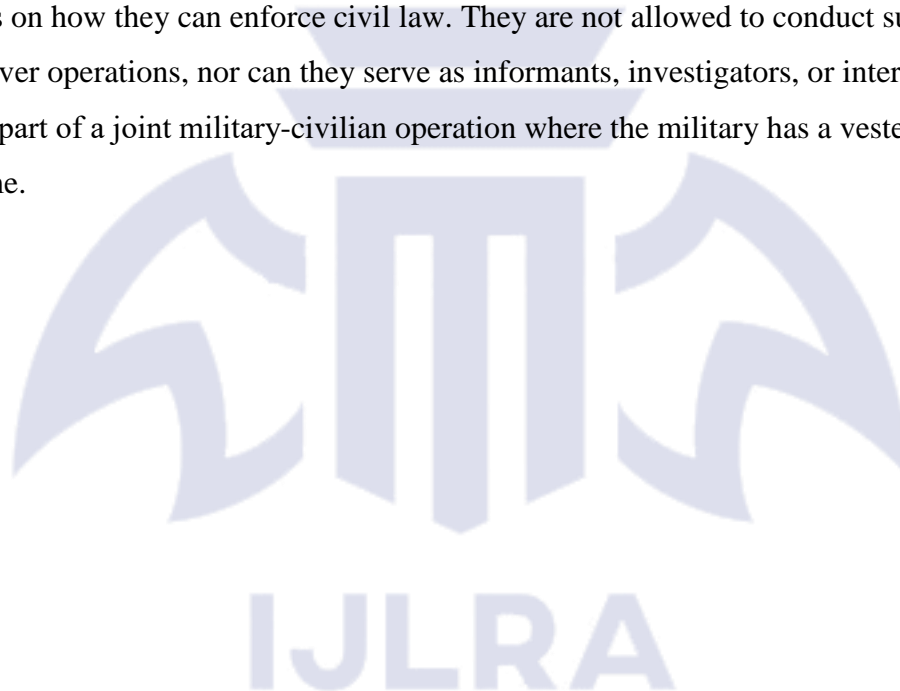 s on how they can enforce civil law. They are not allowed to conduct su
ver operations, nor can they serve as informants, investigators, or inter
part of a joint military-civilian operation where the military has a veste
ne.
IJLRA